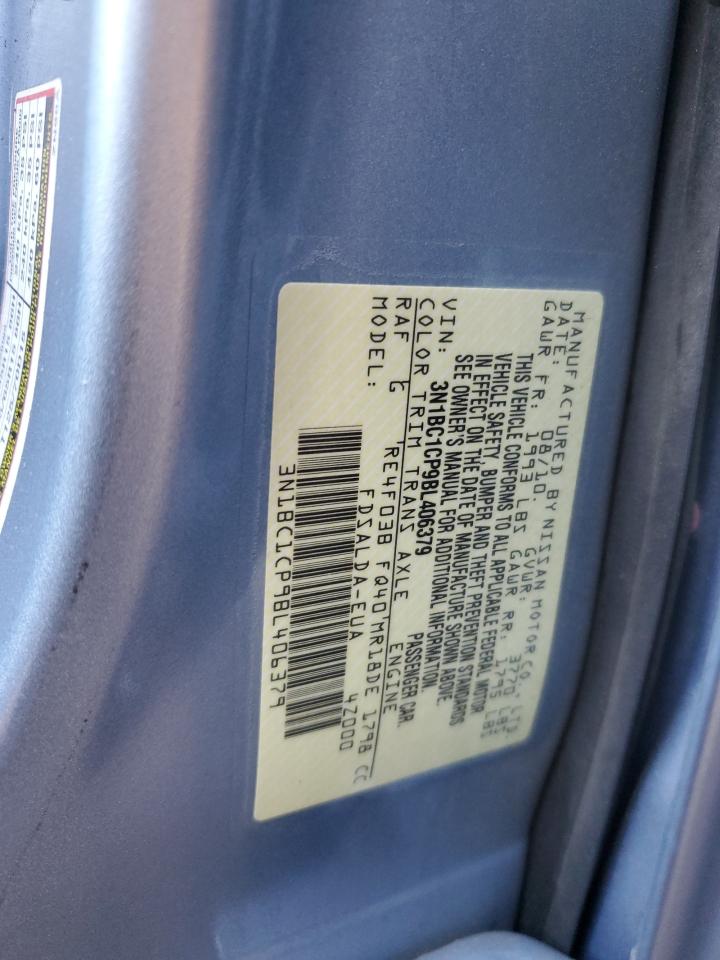 MANUFACTURED BY NISSAN MOTOR CO., LTD.
DATE: 08/10. GVWR: 3770 LBS
GAWR FR: 1993 LBS GAWR RR: 1795 LBS
THIS VEHICLE CONFORMS TO ALL APPLICABLE FEDERAL MOTOR
VEHICLE SAFETY, BUMPER AND THEFT PREVENTION STANDARDS
IN EFFECT ON THE DATE OF MANUFACTURE SHOWN ABOVE.
SEE OWNER'S MANUAL FOR ADDITIONAL INFORMATION.
VIN: 3N1BC1CP9BL406379 PASSENGER CAR.
COLOR TRIM TRANS AXLE ENGINE
RAF G RE4F03B FQ40 MR18DE 1798 CC
MODEL: FDSALDA-EUA 4Z000
3N1BC1CP9BL406379